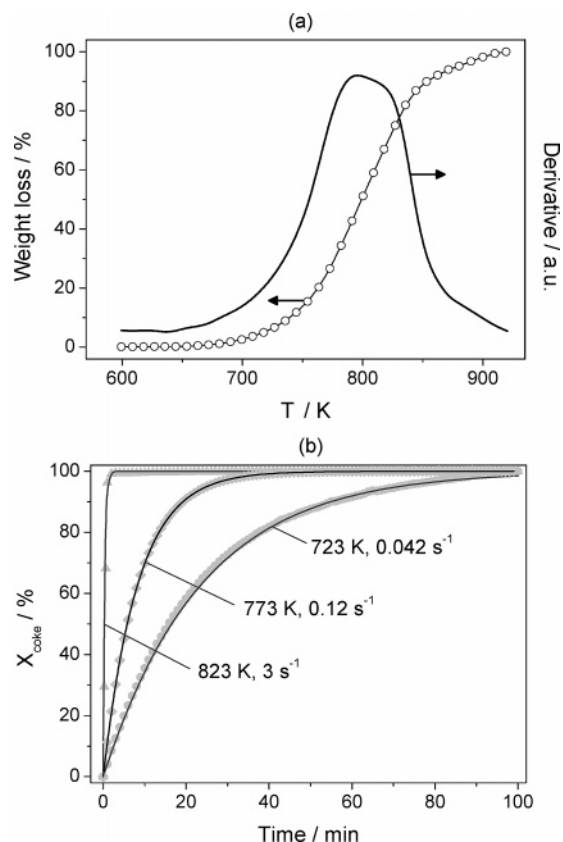 (a)
100
80
60
40
20
0
Weight loss / %
Derivative / a.u.
600 700 800 900
T / K
(b)
100
80
60
40
20
0
X_coke / %
723 K, 0.042 s⁻¹
773 K, 0.12 s⁻¹
823 K, 3 s⁻¹
0 20 40 60 80 100
Time / min